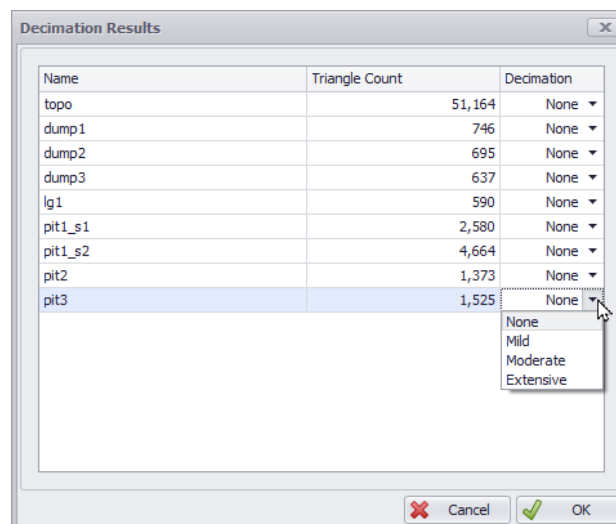 Decimation Results
Name Triangle Count Decimation
topo 51,164 None
dump1 746 None
dump2 695 None
dump3 637 None
lg1 590 None
pit1_s1 2,580 None
pit1_s2 4,664 None
pit2 1,373 None
pit3 1,525 None
None
Mild
Moderate
Extensive
Cancel OK